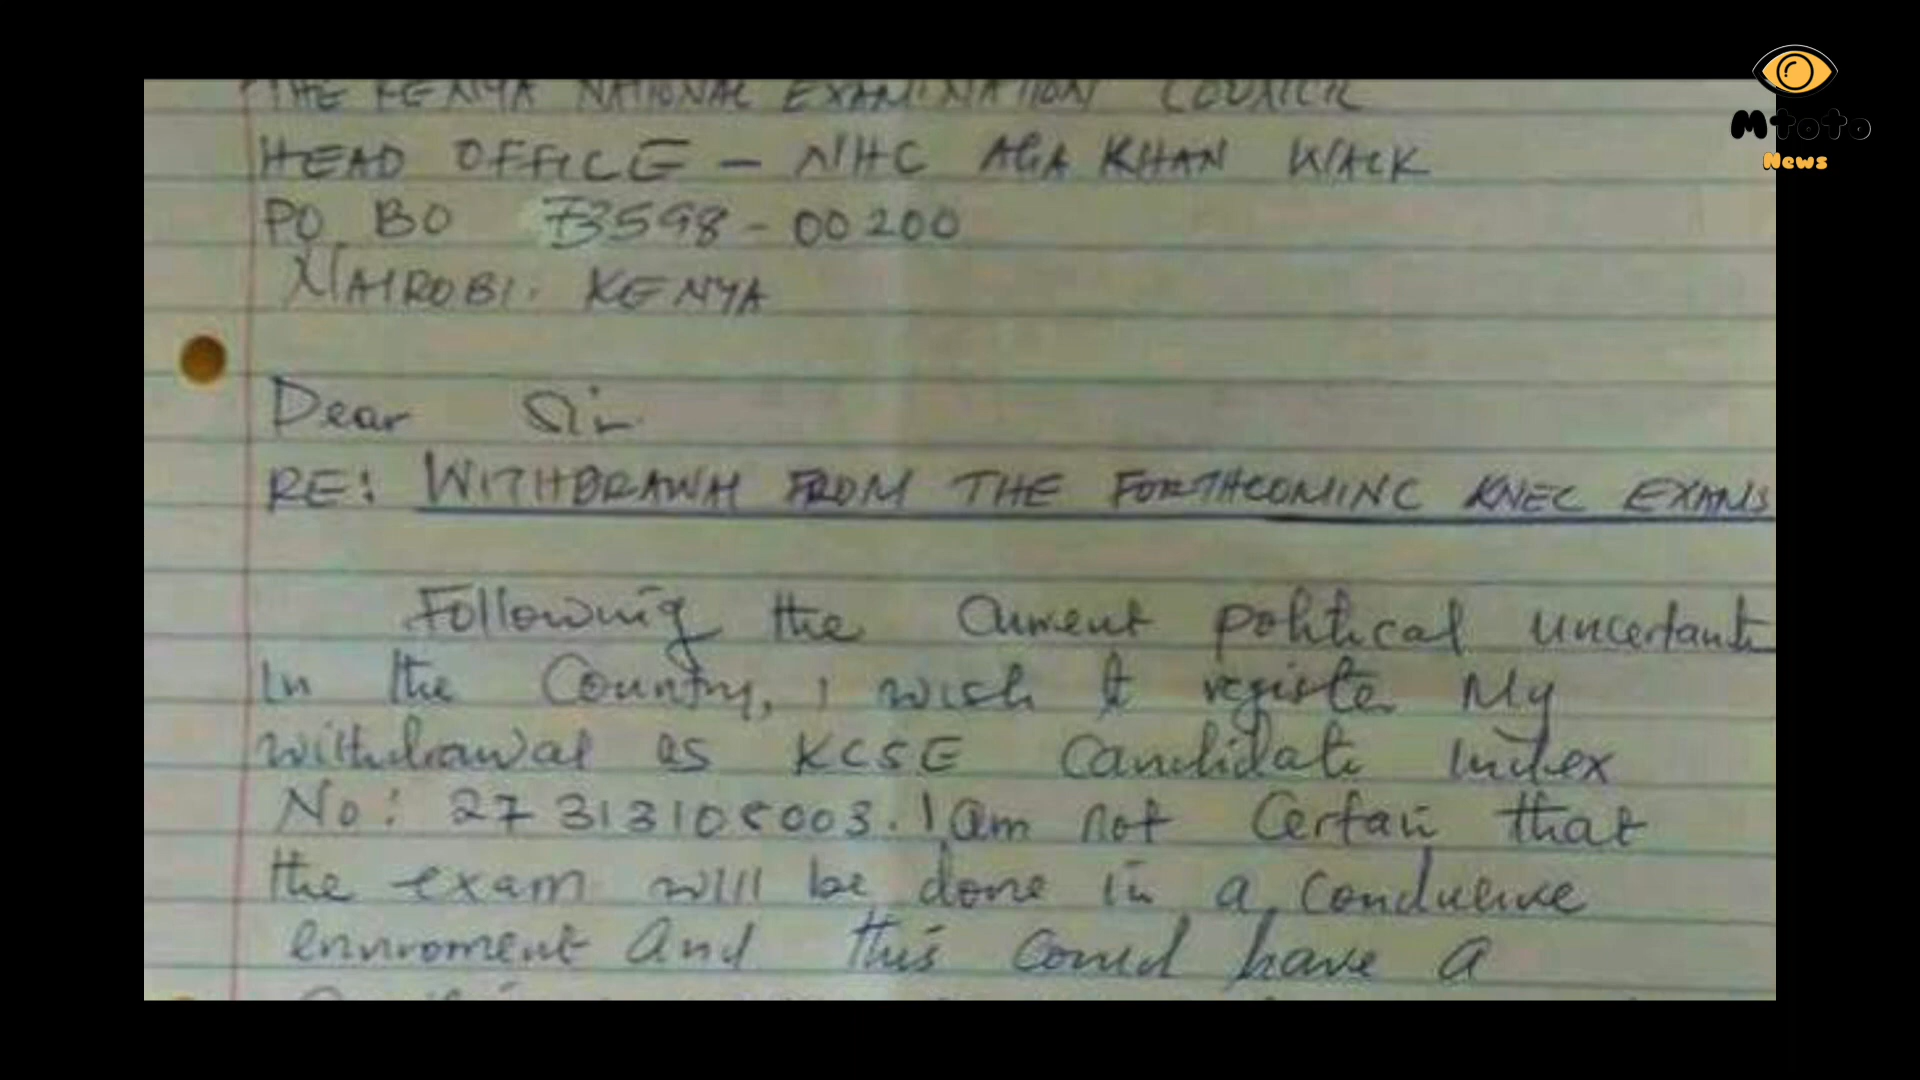 THE KENYA NATIONAL EXAMINATION COUNCIL
HEAD OFFICE - NHC AGA KHAN WALK
PO BO 73598-00200
NAIROBI. KENYA
Dear Sir
RE: WITHDRAWAL FROM THE FORTHCOMING KNEC EXAMS
Following the current political uncertaint
In the Country, I wish to register My
withdrawal as KCSE Candidate Index
No: 27313105003. I am not Certain that
the exam will be done in a conducive
environment and this could have a
Mtoto
News